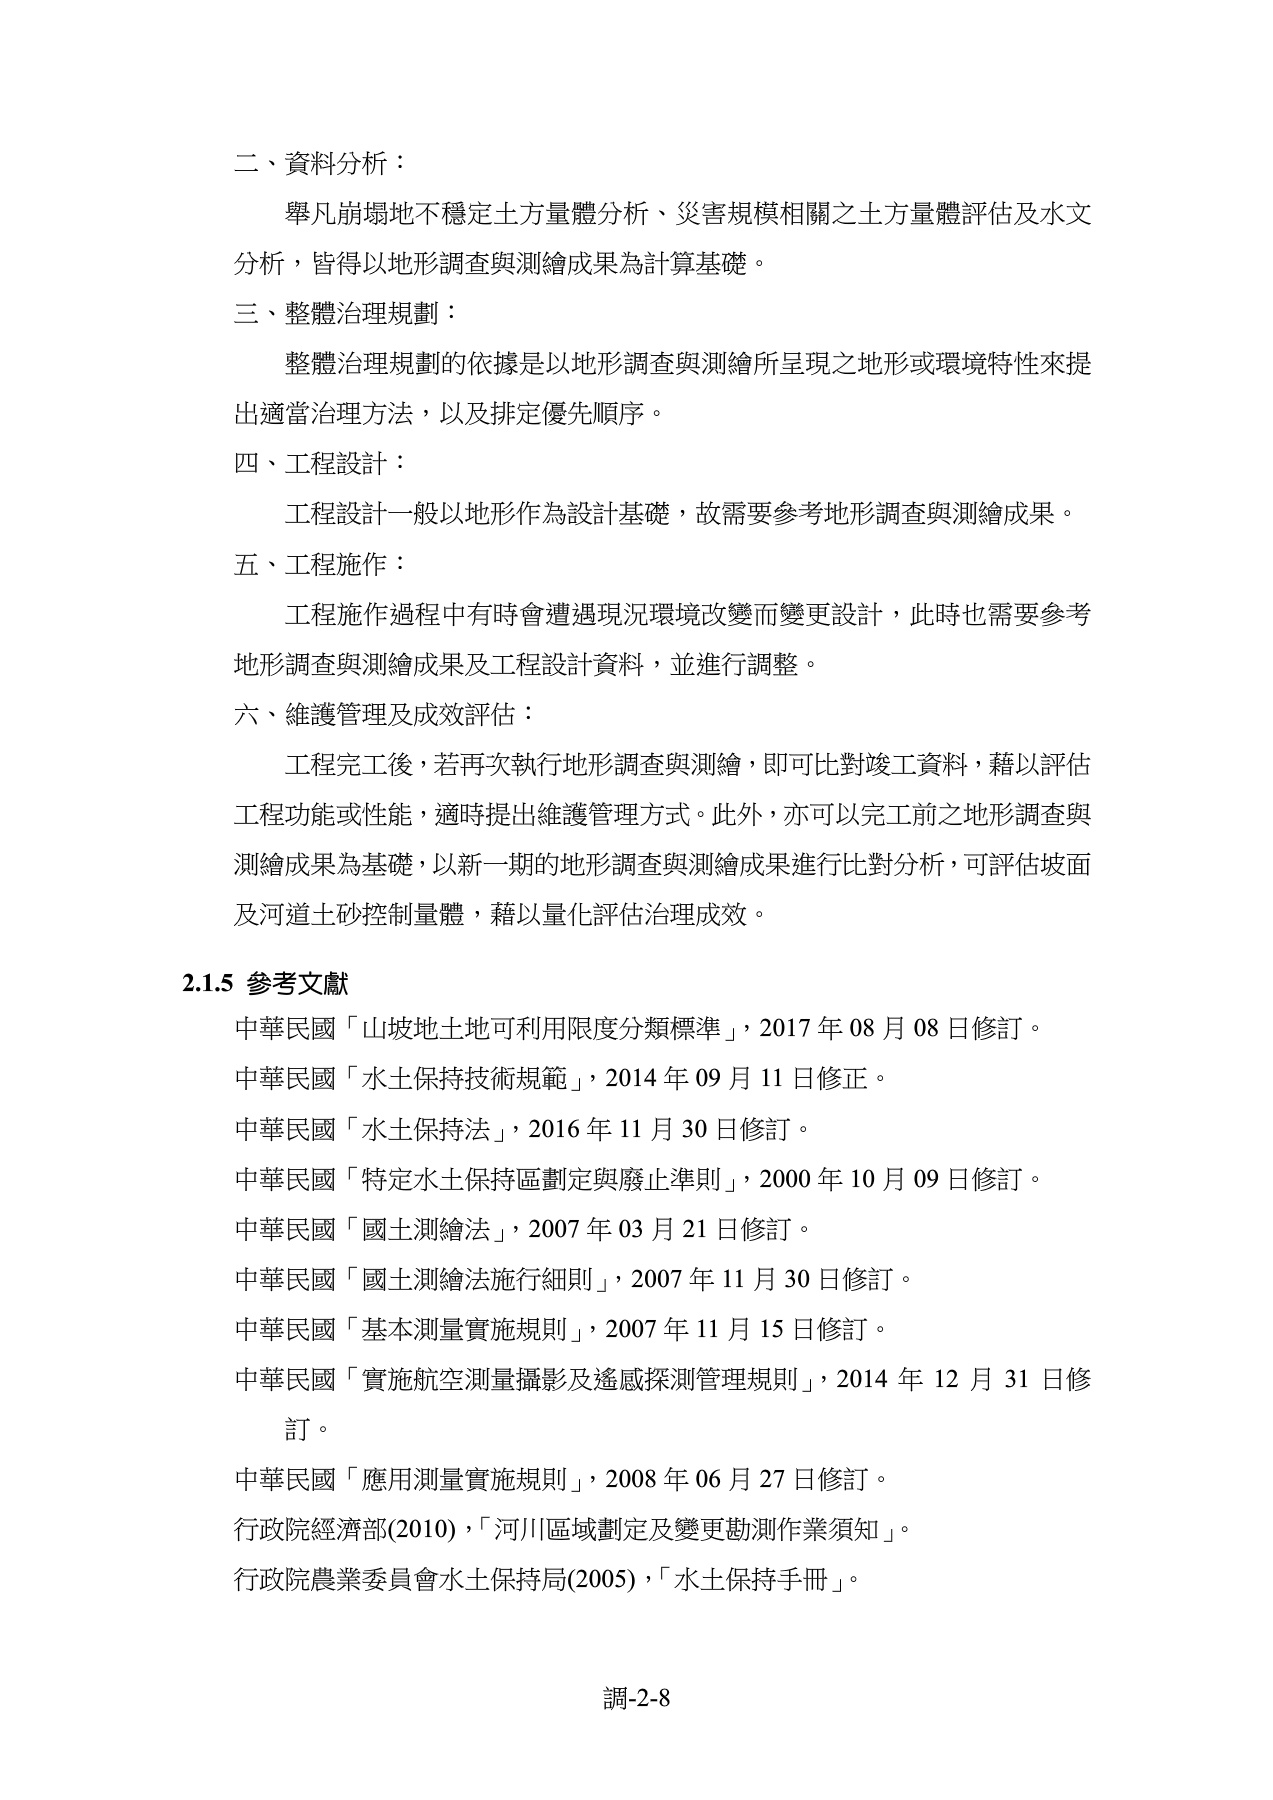 二、資料分析：
舉凡崩塌地不穩定土方量體分析、災害規模相關之土方量體評估及水文
分析，皆得以地形調查與測繪成果為計算基礎。
三、整體治理規劃：
整體治理規劃的依據是以地形調查與測繪所呈現之地形或環境特性來提
出適當治理方法，以及排定優先順序。
四、工程設計：
工程設計一般以地形作為設計基礎，故需要參考地形調查與測繪成果。
五、工程施作：
工程施作過程中有時會遭遇現況環境改變而變更設計，此時也需要參考
地形調查與測繪成果及工程設計資料，並進行調整。
六、維護管理及成效評估：
工程完工後，若再次執行地形調查與測繪，即可比對竣工資料，藉以評估
工程功能或性能，適時提出維護管理方式。此外，亦可以完工前之地形調查與
測繪成果為基礎，以新一期的地形調查與測繪成果進行比對分析，可評估坡面
及河道土砂控制量體，藉以量化評估治理成效。
2.1.5 參考文獻
中華民國「山坡地土地可利用限度分類標準」，2017 年 08 月 08 日修訂。
中華民國「水土保持技術規範」，2014 年 09 月 11 日修正。
中華民國「水土保持法」，2016 年 11 月 30 日修訂。
中華民國「特定水土保持區劃定與廢止準則」，2000 年 10 月 09 日修訂。
中華民國「國土測繪法」，2007 年 03 月 21 日修訂。
中華民國「國土測繪法施行細則」，2007 年 11 月 30 日修訂。
中華民國「基本測量實施規則」，2007 年 11 月 15 日修訂。
中華民國「實施航空測量攝影及遙感探測管理規則」，2014 年 12 月 31 日修
訂。
中華民國「應用測量實施規則」，2008 年 06 月 27 日修訂。
行政院經濟部(2010)，「河川區域劃定及變更勘測作業須知」。
行政院農業委員會水土保持局(2005)，「水土保持手冊」。
調-2-8